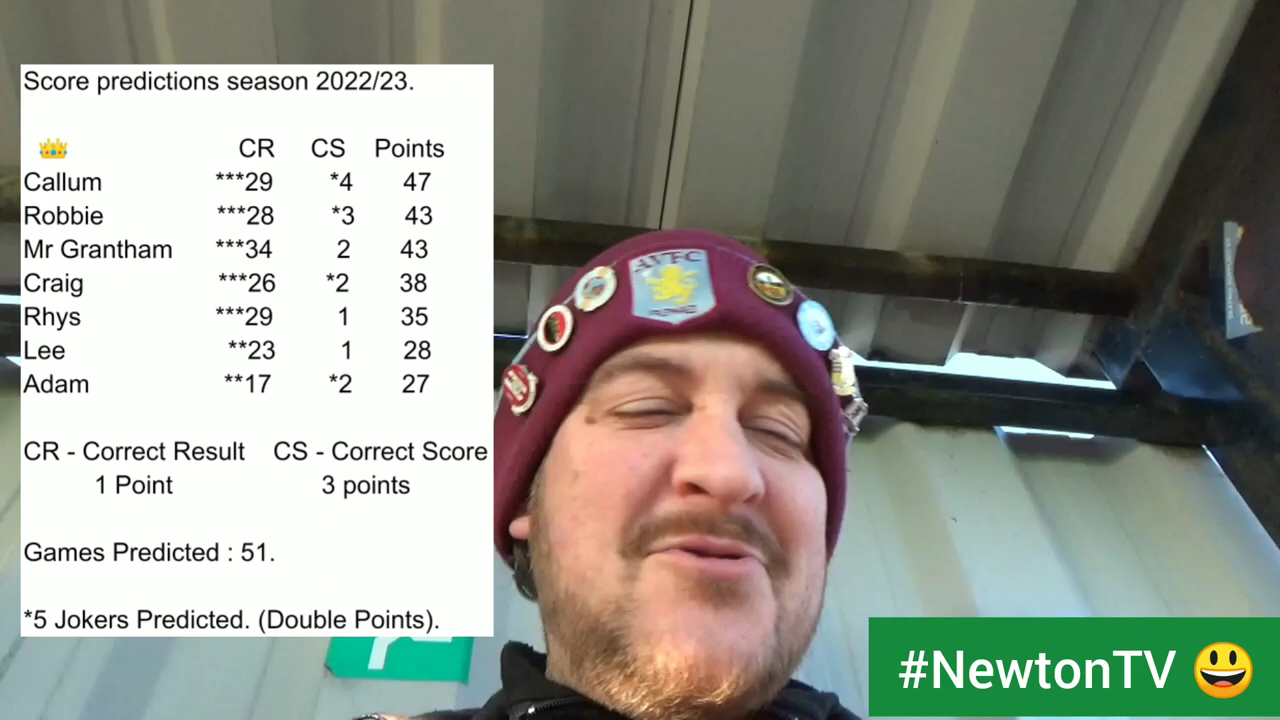 Score predictions season 2022/23.
👑 CR CS Points
Callum ***29 *4 47
Robbie ***28 *3 43
Mr Grantham ***34 2 43
Craig ***26 *2 38
Rhys ***29 1 35
Lee **23 1 28
Adam **17 *2 27
CR - Correct Result CS - Correct Score
1 Point 3 points
Games Predicted : 51.
*5 Jokers Predicted. (Double Points).
AVFC
#NewtonTV 😃